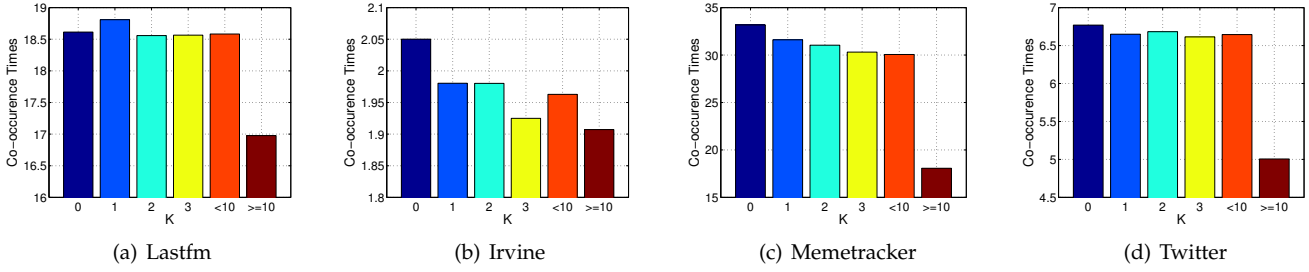 19
18.5
18
17.5
17
16.5
16
Co-occurence Times
0 1 2 3 <10 >=10
K
(a) Lastfm
2.1
2.05
2
1.95
1.9
1.85
1.8
Co-occurence Times
0 1 2 3 <10 >=10
K
(b) Irvine
35
30
25
20
15
Co-occurence Times
0 1 2 3 <10 >=10
K
(c) Memetracker
7
6.5
6
5.5
5
4.5
Co-occurence Times
0 1 2 3 <10 >=10
K
(d) Twitter